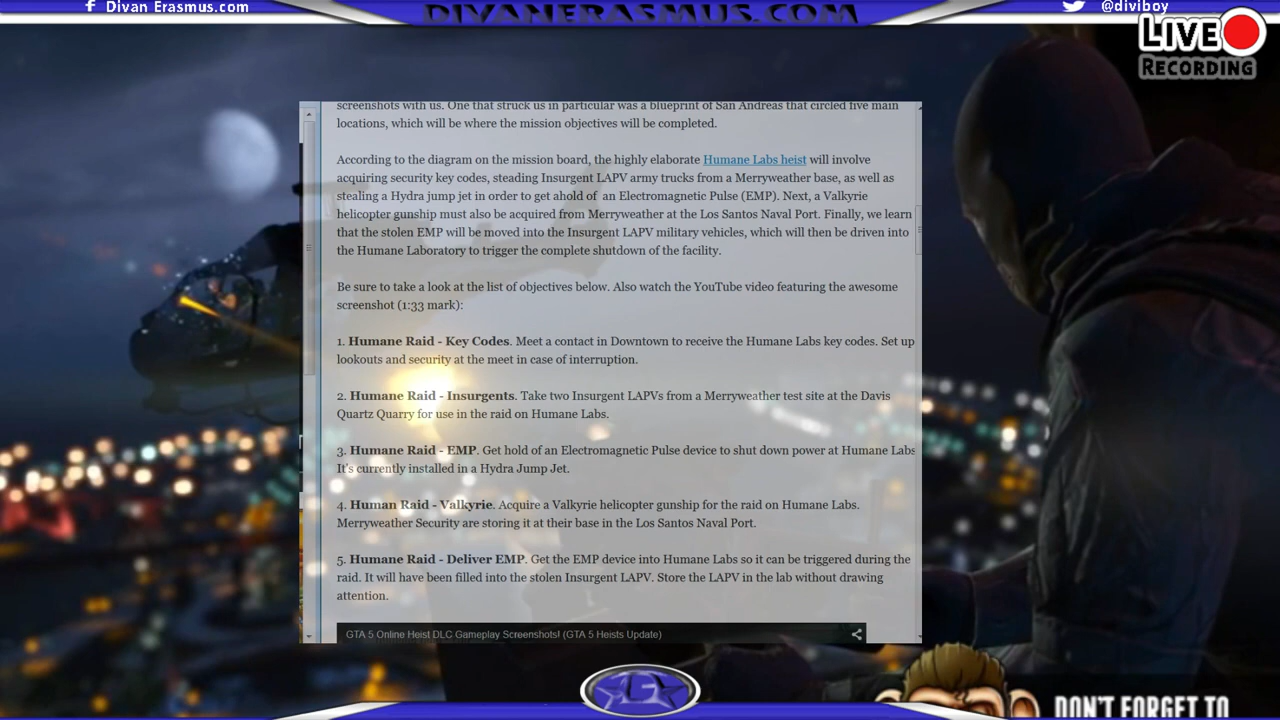 Divan Erasmus.com
DIVANERASMUS.COM
@diviboy
LIVE
RECORDING
screenshots with us. One that struck us in particular was a blueprint of San Andreas that circled five main
locations, which will be where the mission objectives will be completed.
According to the diagram on the mission board, the highly elaborate Humane Labs heist will involve
acquiring security key codes, steading Insurgent LAPV army trucks from a Merryweather base, as well as
stealing a Hydra jump jet in order to get ahold of an Electromagnetic Pulse (EMP). Next, a Valkyrie
helicopter gunship must also be acquired from Merryweather at the Los Santos Naval Port. Finally, we learn
that the stolen EMP will be moved into the Insurgent LAPV military vehicles, which will then be driven into
the Humane Laboratory to trigger the complete shutdown of the facility.
Be sure to take a look at the list of objectives below. Also watch the YouTube video featuring the awesome
screenshot (1:33 mark):
1. Humane Raid - Key Codes. Meet a contact in Downtown to receive the Humane Labs key codes. Set up
lookouts and security at the meet in case of interruption.
2. Humane Raid - Insurgents. Take two Insurgent LAPVs from a Merryweather test site at the Davis
Quartz Quarry for use in the raid on Humane Labs.
3. Humane Raid - EMP. Get hold of an Electromagnetic Pulse device to shut down power at Humane Labs
It's currently installed in a Hydra Jump Jet.
4. Human Raid - Valkyrie. Acquire a Valkyrie helicopter gunship for the raid on Humane Labs.
Merryweather Security are storing it at their base in the Los Santos Naval Port.
5. Humane Raid - Deliver EMP. Get the EMP device into Humane Labs so it can be triggered during the
raid. It will have been filled into the stolen Insurgent LAPV. Store the LAPV in the lab without drawing
attention.
GTA 5 Online Heist DLC Gameplay Screenshots! (GTA 5 Heists Update)
DON'T FORGET TO